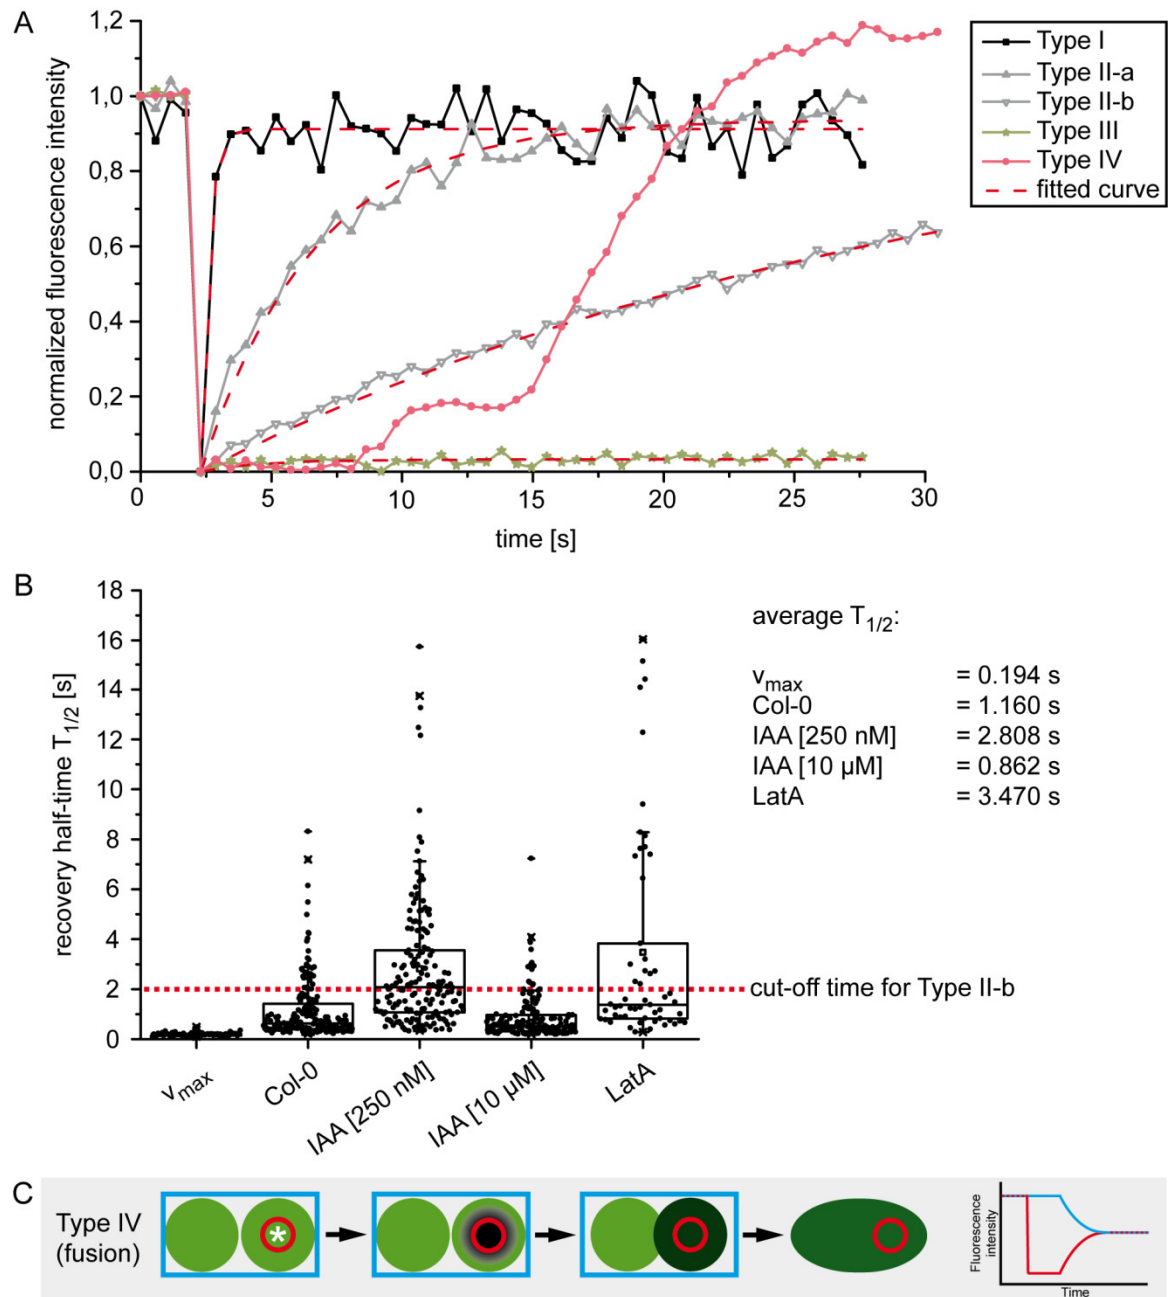 A
1,2
1,0
0,8
0,6
0,4
0,2
0,0
normalized fluorescence intensity
0 5 10 15 20 25 30
time [s]
Type I
Type II-a
Type II-b
Type III
Type IV
fitted curve
B
18
16
14
12
10
8
6
4
2
0
recovery half-time T1/2 [s]
vmax
Col-0
IAA [250 nM]
IAA [10 µM]
LatA
average T1/2:
vmax = 0.194 s
Col-0 = 1.160 s
IAA [250 nM] = 2.808 s
IAA [10 µM] = 0.862 s
LatA = 3.470 s
cut-off time for Type II-b
C
Type IV
(fusion)
*
Fluorescence
intensity
Time